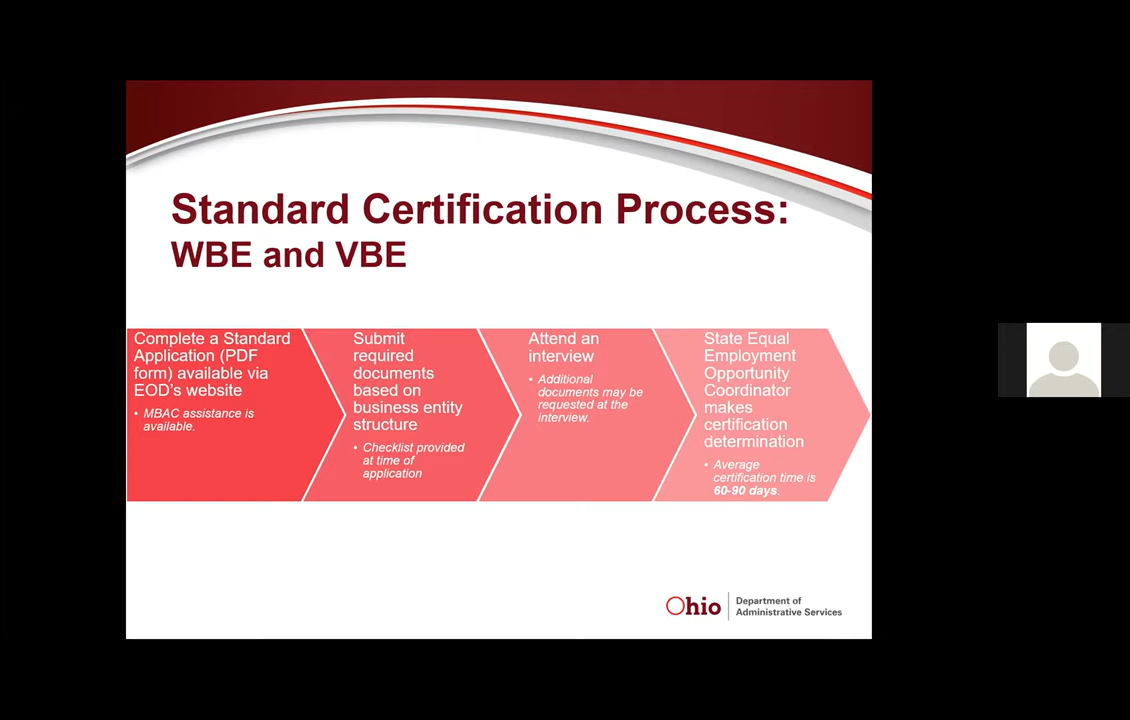 Standard Certification Process:
WBE and VBE
Complete a Standard
Application (PDF
form) available via
EOD's website
• MBAC assistance is
available.
Submit
required
documents
based on
business entity
structure
• Checklist provided
at time of
application
Attend an
interview
• Additional
documents may be
requested at the
interview.
State Equal
Employment
Opportunity
Coordinator
makes
certification
determination
• Average
certification time is
60-90 days.
Ohio
Department of
Administrative Services